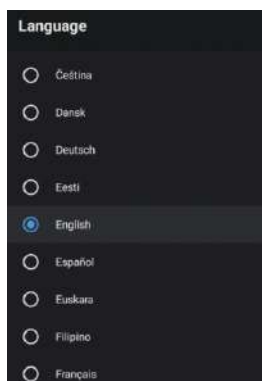 Language
Čeština
Dansk
Deutsch
Eesti
English
Español
Euskara
Filipino
Français